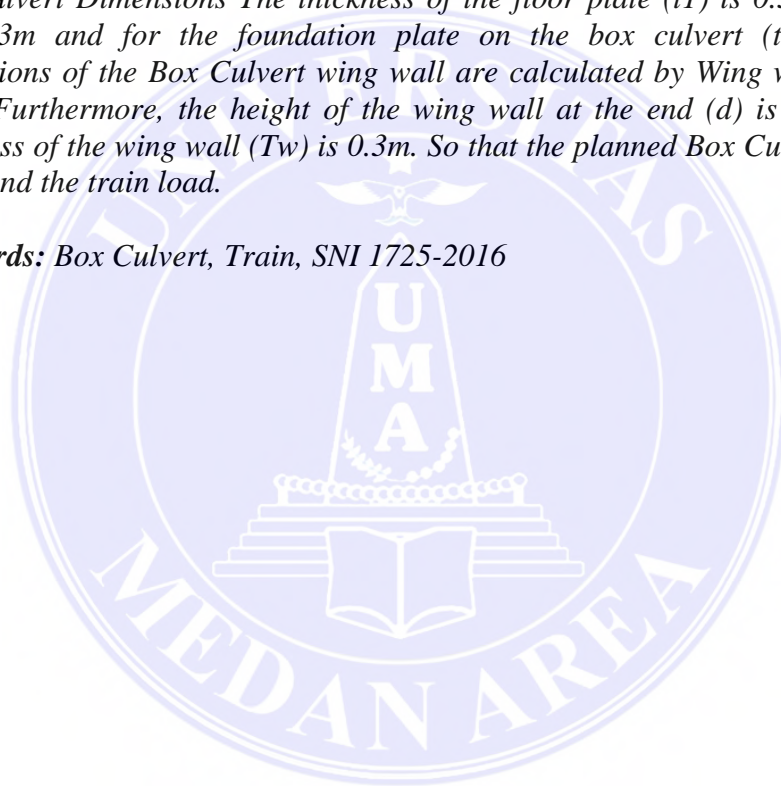 lvert Dimensions The thickness of the floor plate (t1) is 0.
3m and for the foundation plate on the box culvert (t
ions of the Box Culvert wing wall are calculated by Wing w
Furthermore, the height of the wing wall at the end (d) is
ss of the wing wall (Tw) is 0.3m. So that the planned Box Cu
nd the train load.
rds: Box Culvert, Train, SNI 1725-2016
UNIVERSITAS
UMA
MEDAN AREA